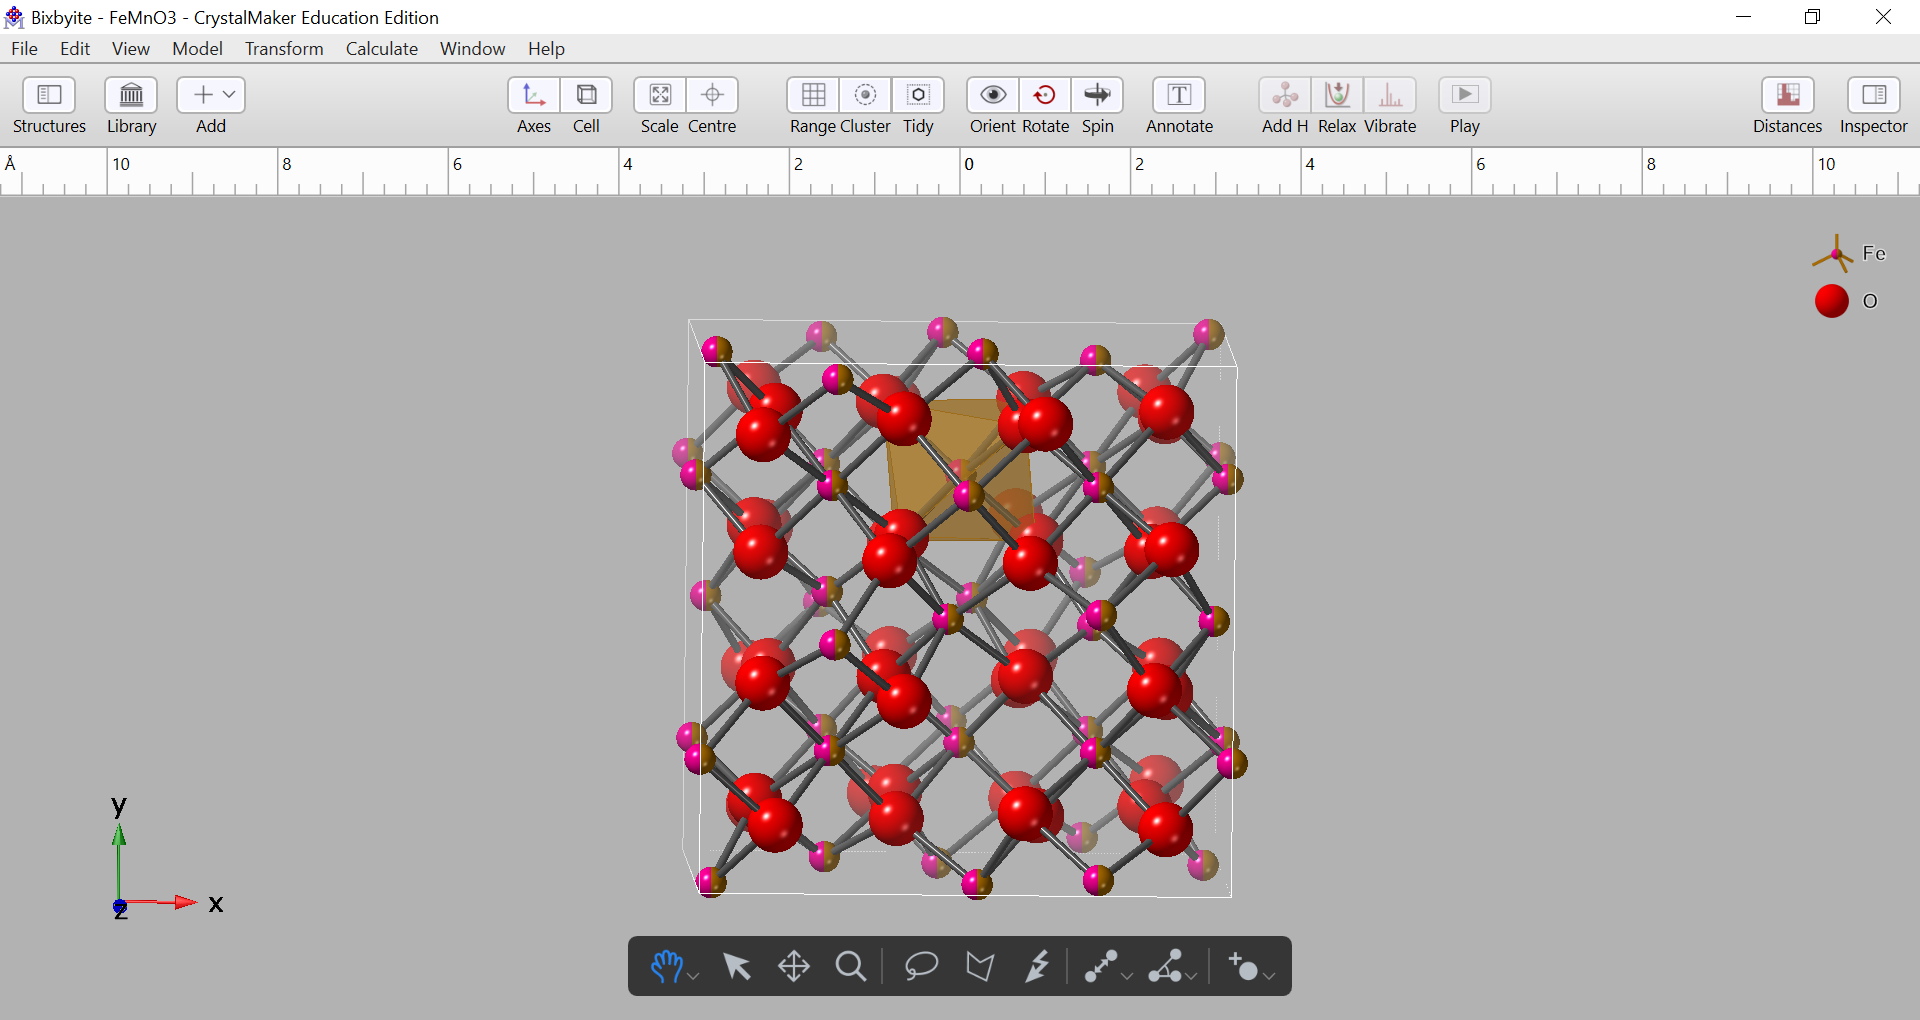 Bixbyite - FeMnO3 - CrystalMaker Education Edition
File Edit View Model Transform Calculate Window Help
Structures Library Add Axes Cell Scale Centre Range Cluster Tidy Orient Rotate Spin Annotate Add H Relax Vibrate Play Distances Inspector
Å 10 8 6 4 2 0 2 4 6 8 10
Fe
O
y
x
z